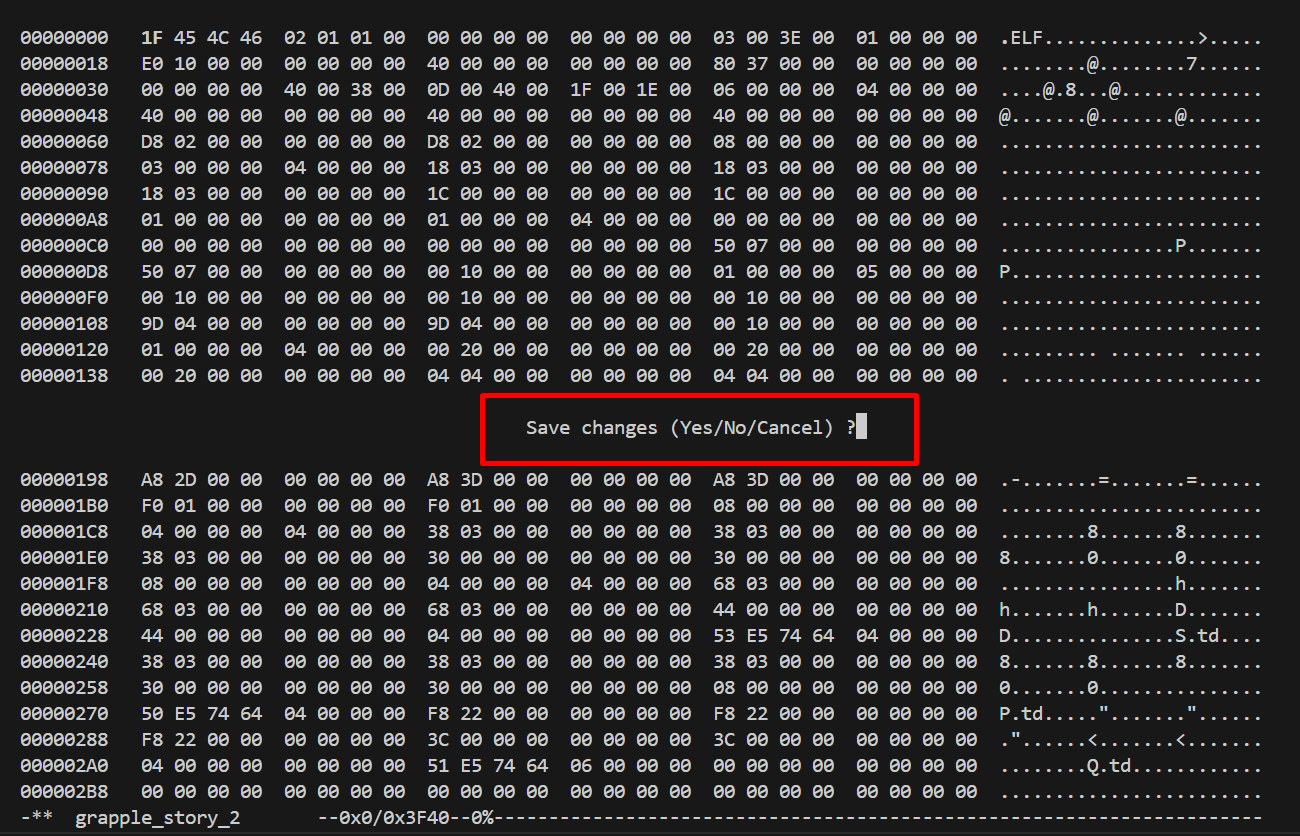 00000000 1F 45 4C 46 02 01 01 00 00 00 00 00 00 00 00 00 03 00 3E 00 01 00 00 00 .ELF..............>.....
00000018 E0 10 00 00 00 00 00 00 40 00 00 00 00 00 00 00 80 37 00 00 00 00 00 00 ........@........7......
00000030 00 00 00 00 40 00 38 00 0D 00 40 00 1F 00 1E 00 06 00 00 00 04 00 00 00 ....@.8...@.............
00000048 40 00 00 00 00 00 00 00 40 00 00 00 00 00 00 00 40 00 00 00 00 00 00 00 @.......@.......@.......
00000060 D8 02 00 00 00 00 00 00 D8 02 00 00 00 00 00 00 08 00 00 00 00 00 00 00 ........................
00000078 03 00 00 00 04 00 00 00 18 03 00 00 00 00 00 00 18 03 00 00 00 00 00 00 ........................
00000090 18 03 00 00 00 00 00 00 1C 00 00 00 00 00 00 00 1C 00 00 00 00 00 00 00 ........................
000000A8 01 00 00 00 00 00 00 00 01 00 00 00 04 00 00 00 00 00 00 00 00 00 00 00 ........................
000000C0 00 00 00 00 00 00 00 00 00 00 00 00 00 00 00 00 50 07 00 00 00 00 00 00 ................P.......
000000D8 50 07 00 00 00 00 00 00 00 10 00 00 00 00 00 00 01 00 00 00 05 00 00 00 P.......................
000000F0 00 10 00 00 00 00 00 00 00 10 00 00 00 00 00 00 00 10 00 00 00 00 00 00 ........................
00000108 9D 04 00 00 00 00 00 00 9D 04 00 00 00 00 00 00 00 10 00 00 00 00 00 00 ........................
00000120 01 00 00 00 04 00 00 00 00 20 00 00 00 00 00 00 00 20 00 00 00 00 00 00 ......... ....... ......
00000138 00 20 00 00 00 00 00 00 04 04 00 00 00 00 00 00 04 04 00 00 00 00 00 00 . ......................
Save changes (Yes/No/Cancel) ?
00000198 A8 2D 00 00 00 00 00 00 A8 3D 00 00 00 00 00 00 A8 3D 00 00 00 00 00 00 .-.......=.......=......
000001B0 F0 01 00 00 00 00 00 00 F0 01 00 00 00 00 00 00 08 00 00 00 00 00 00 00 ........................
000001C8 04 00 00 00 04 00 00 00 38 03 00 00 00 00 00 00 38 03 00 00 00 00 00 00 ........8.......8.......
000001E0 38 03 00 00 00 00 00 00 30 00 00 00 00 00 00 00 30 00 00 00 00 00 00 00 8.......0.......0.......
000001F8 08 00 00 00 00 00 00 00 04 00 00 00 04 00 00 00 68 03 00 00 00 00 00 00 ................h.......
00000210 68 03 00 00 00 00 00 00 68 03 00 00 00 00 00 00 44 00 00 00 00 00 00 00 h.......h.......D.......
00000228 44 00 00 00 00 00 00 00 04 00 00 00 00 00 00 00 53 E5 74 64 04 00 00 00 D...............S.td....
00000240 38 03 00 00 00 00 00 00 38 03 00 00 00 00 00 00 38 03 00 00 00 00 00 00 8.......8.......8.......
00000258 30 00 00 00 00 00 00 00 30 00 00 00 00 00 00 00 08 00 00 00 00 00 00 00 0.......0...............
00000270 50 E5 74 64 04 00 00 00 F8 22 00 00 00 00 00 00 F8 22 00 00 00 00 00 00 P.td....."......."......
00000288 F8 22 00 00 00 00 00 00 3C 00 00 00 00 00 00 00 3C 00 00 00 00 00 00 00 ."......<.......<.......
000002A0 04 00 00 00 00 00 00 00 51 E5 74 64 06 00 00 00 00 00 00 00 00 00 00 00 ........Q.td............
000002B8 00 00 00 00 00 00 00 00 00 00 00 00 00 00 00 00 00 00 00 00 00 00 00 00 ........................
-** grapple_story_2 --0x0/0x3F40--0%----------------------------------------------------------------------